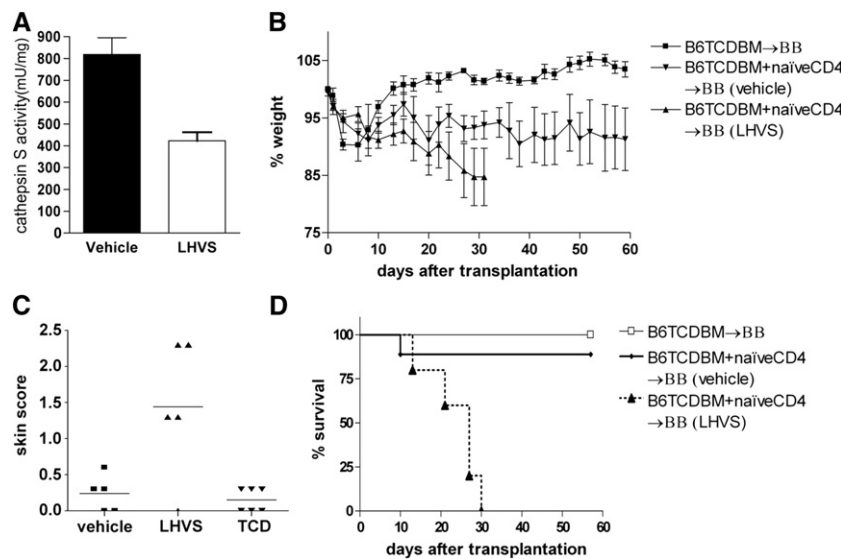 A
cathepsin S activity(mU/mg)
900
800
700
600
500
400
300
200
100
0
Vehicle
LHVS
B
% weight
105
95
85
75
0
10
20
30
40
50
60
days after transplantation
B6TCDBM→BB
B6TCDBM+naïveCD4
→BB (vehicle)
B6TCDBM+naïveCD4
→BB (LHVS)
C
skin score
2.5
2.0
1.5
1.0
0.5
0.0
vehicle
LHVS
TCD
D
% survival
100
75
50
25
0
0
10
20
30
40
50
60
days after transplantation
B6TCDBM→BB
B6TCDBM+naïveCD4
→BB (vehicle)
B6TCDBM+naïveCD4
→BB (LHVS)